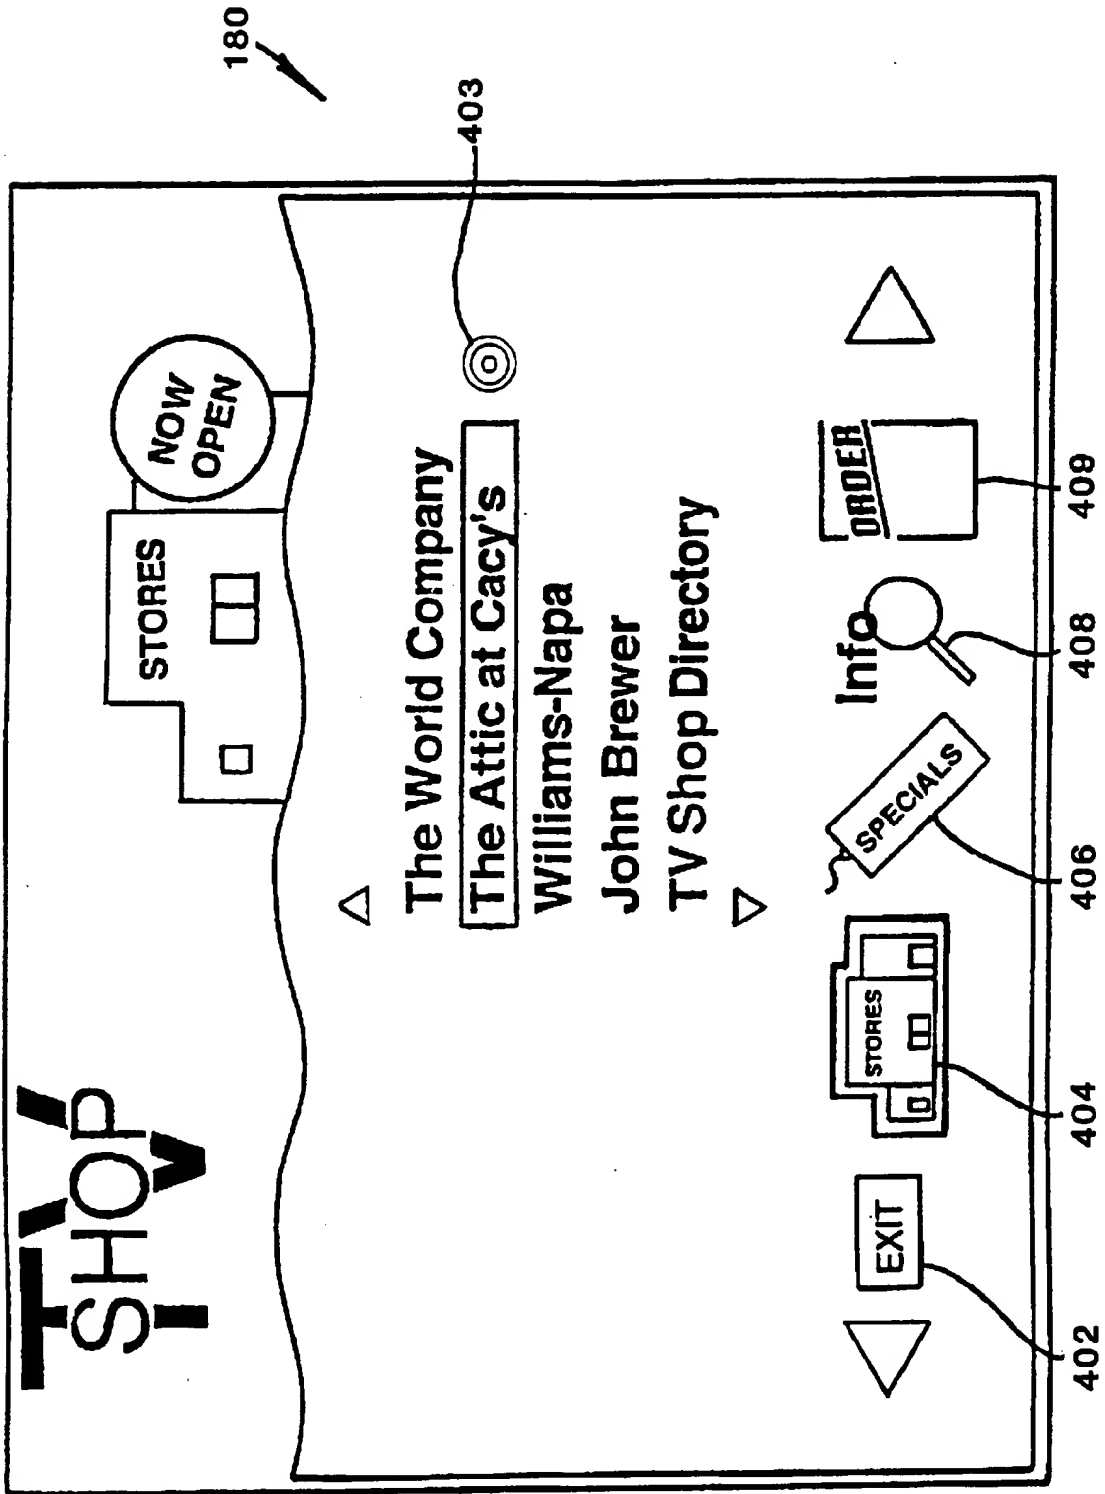 180
TV
SHOP
STORES
NOW
OPEN
403
The World Company
The Attic at Cacy's
Williams-Napa
John Brewer
TV Shop Directory
EXIT
STORES
SPECIALS
Info
ORDER
402
404
406
408
409